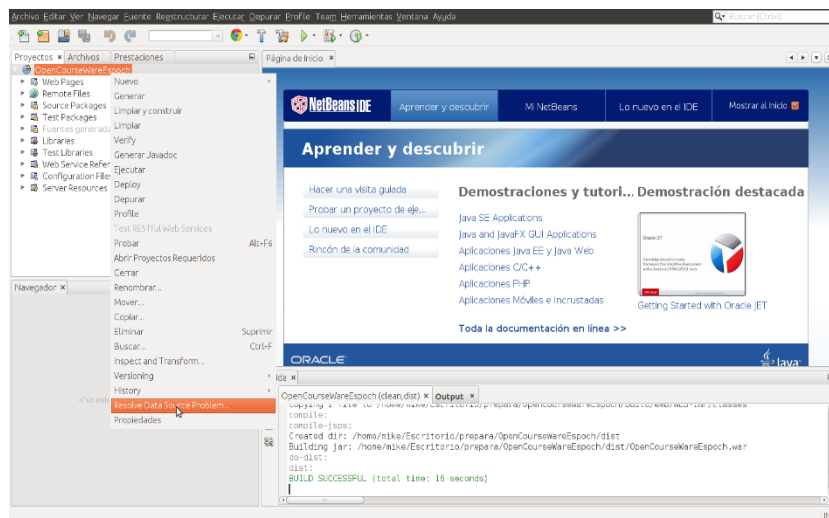 Archivo Editar Ver Navegar Fuente Reestructurar Ejecutar Depurar Profile Team Herramientas Ventana Ayuda
Buscar (Ctrl+I)
Proyectos Archivos Prestaciones
Página de Inicio
OpenCourseWareEspoch
Web Pages
Remote Files
Source Packages
Test Packages
Fuentes generada
Libraries
Test Libraries
Web Service Refer
Configuration Files
Server Resources
Nuevo
Generar
Limpiar y construir
Limpiar
Verify
Generar Javadoc
Ejecutar
Deploy
Depurar
Profile
Test RESTful Web Services
Probar Alt+F6
Abrir Proyectos Requeridos
Cerrar
Renombrar...
Mover...
Copiar...
Eliminar Suprimir
Buscar... Ctrl+F
Inspect and Transform...
Versioning
History
Resolve Data Source Problem...
Propiedades
Navegador
NetBeans IDE
Aprender y descubrir
Mi NetBeans
Lo nuevo en el IDE
Mostrar al Inicio
Aprender y descubrir
Hacer una visita guiada
Probar un proyecto de eje...
Lo nuevo en el IDE
Rincón de la comunidad
Demostraciones y tutori...
Java SE Applications
Java and JavaFX GUI Applications
Aplicaciones Java EE y Java Web
Aplicaciones C/C++
Aplicaciones PHP
Aplicaciones Móviles e Incrustadas
Toda la documentación en línea >>
Demostración destacada
Oracle JET
Getting Started with Oracle JET
ORACLE
Java
ida
OpenCourseWareEspoch (clean,dist) Output
compile:
compile-jsps:
Created dir: /home/mike/Escritorio/prepara/OpenCourseWareEspoch/dist
Building jar: /home/mike/Escritorio/prepara/OpenCourseWareEspoch/dist/OpenCourseWareEspoch.war
do-dist:
dist:
BUILD SUCCESSFUL (total time: 16 seconds)